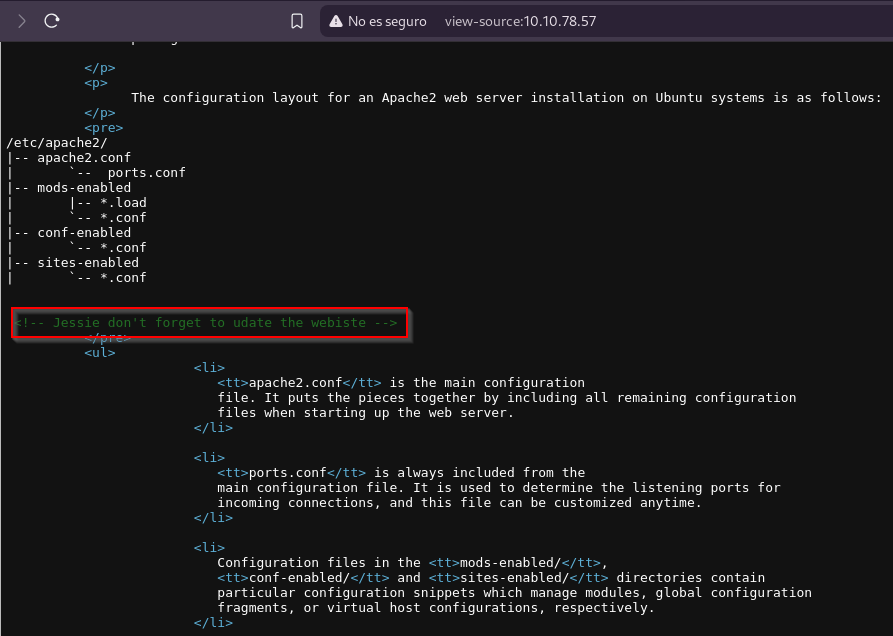 No es seguro view-source:10.10.78.57
</p>
<p>
The configuration layout for an Apache2 web server installation on Ubuntu systems is as follows:
</p>
<pre>
/etc/apache2/
|-- apache2.conf
|       `--  ports.conf
|-- mods-enabled
|       |-- *.load
|       `-- *.conf
|-- conf-enabled
|       `-- *.conf
|-- sites-enabled
|       `-- *.conf
<!-- Jessie don't forget to udate the webiste -->
</pre>
<ul>
<li>
<tt>apache2.conf</tt> is the main configuration
file. It puts the pieces together by including all remaining configuration
files when starting up the web server.
</li>
<li>
<tt>ports.conf</tt> is always included from the
main configuration file. It is used to determine the listening ports for
incoming connections, and this file can be customized anytime.
</li>
<li>
Configuration files in the <tt>mods-enabled/</tt>,
<tt>conf-enabled/</tt> and <tt>sites-enabled/</tt> directories contain
particular configuration snippets which manage modules, global configuration
fragments, or virtual host configurations, respectively.
</li>